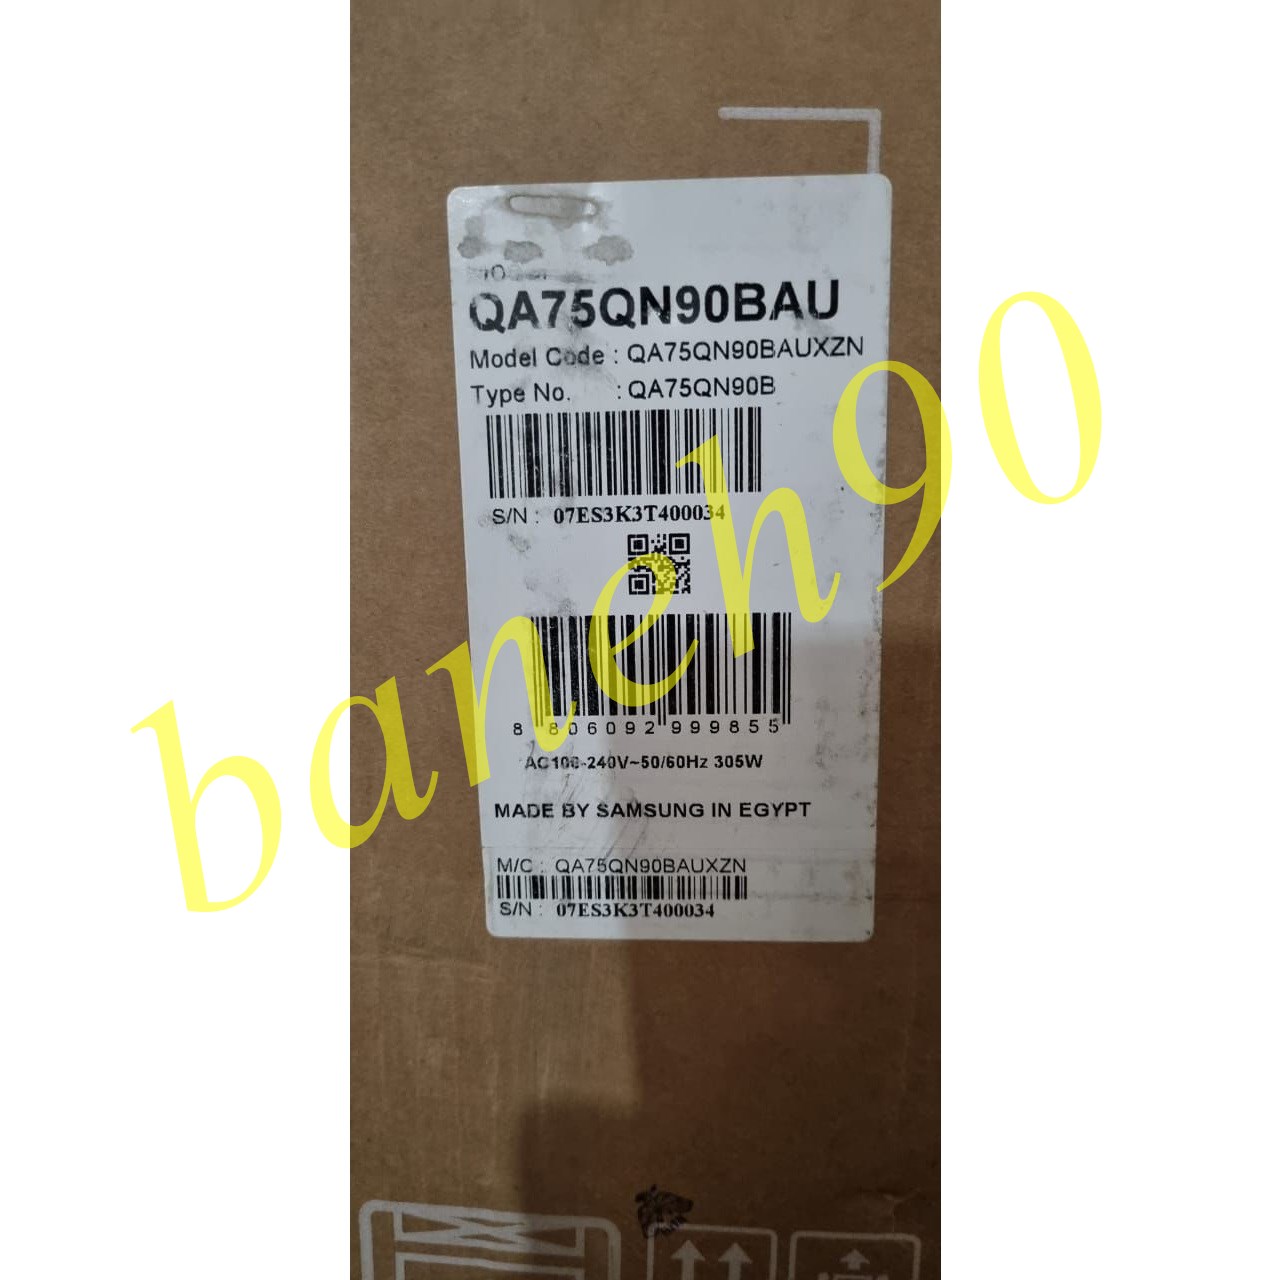 QA75QN90BAU
Model Code : QA75QN90BAUXZN
Type No. : QA75QN90B
S/N : 07ES3K3T400034
8 806092 999855
AC100-240V~50/60Hz 305W
MADE BY SAMSUNG IN EGYPT
M/C : QA75QN90BAUXZN
S/N : 07ES3K3T400034
baneh90